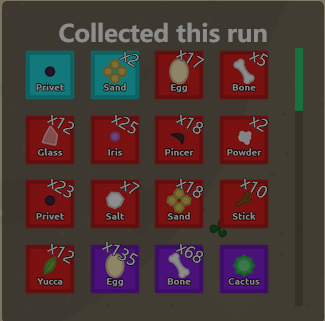 Collected this run
x2 x17 x5
Privet Sand Egg Bone
x12 x25 x18 x2
Glass Iris Pincer Powder
x23 x7 x18 x10
Privet Salt Sand Stick
x12 x135 x68
Yucca Egg Bone Cactus